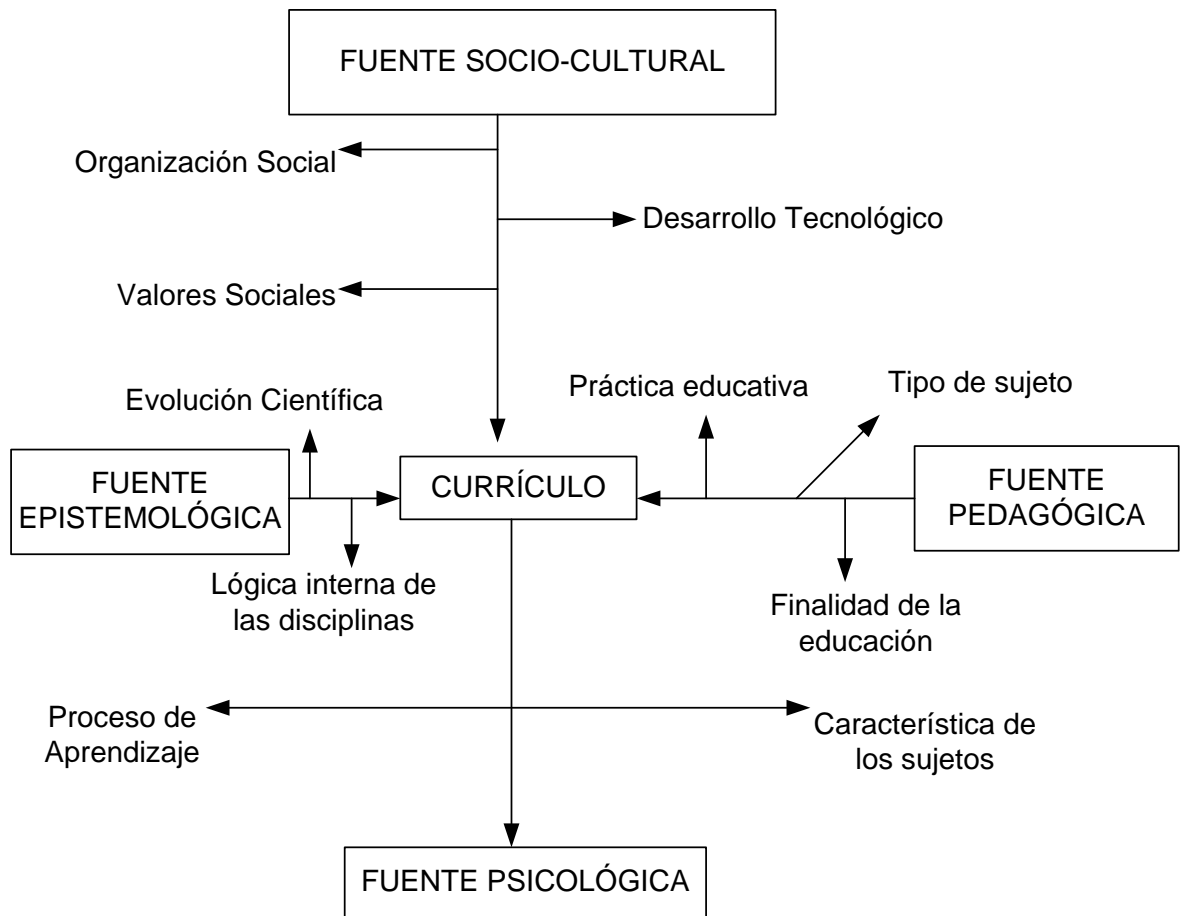 FUENTE SOCIO-CULTURAL
Organización Social
Desarrollo Tecnológico
Valores Sociales
Evolución Científica
Práctica educativa
Tipo de sujeto
FUENTE
EPISTEMOLÓGICA
CURRÍCULO
FUENTE
PEDAGÓGICA
Lógica interna de
las disciplinas
Finalidad de la
educación
Proceso de
Aprendizaje
Característica de
los sujetos
FUENTE PSICOLÓGICA